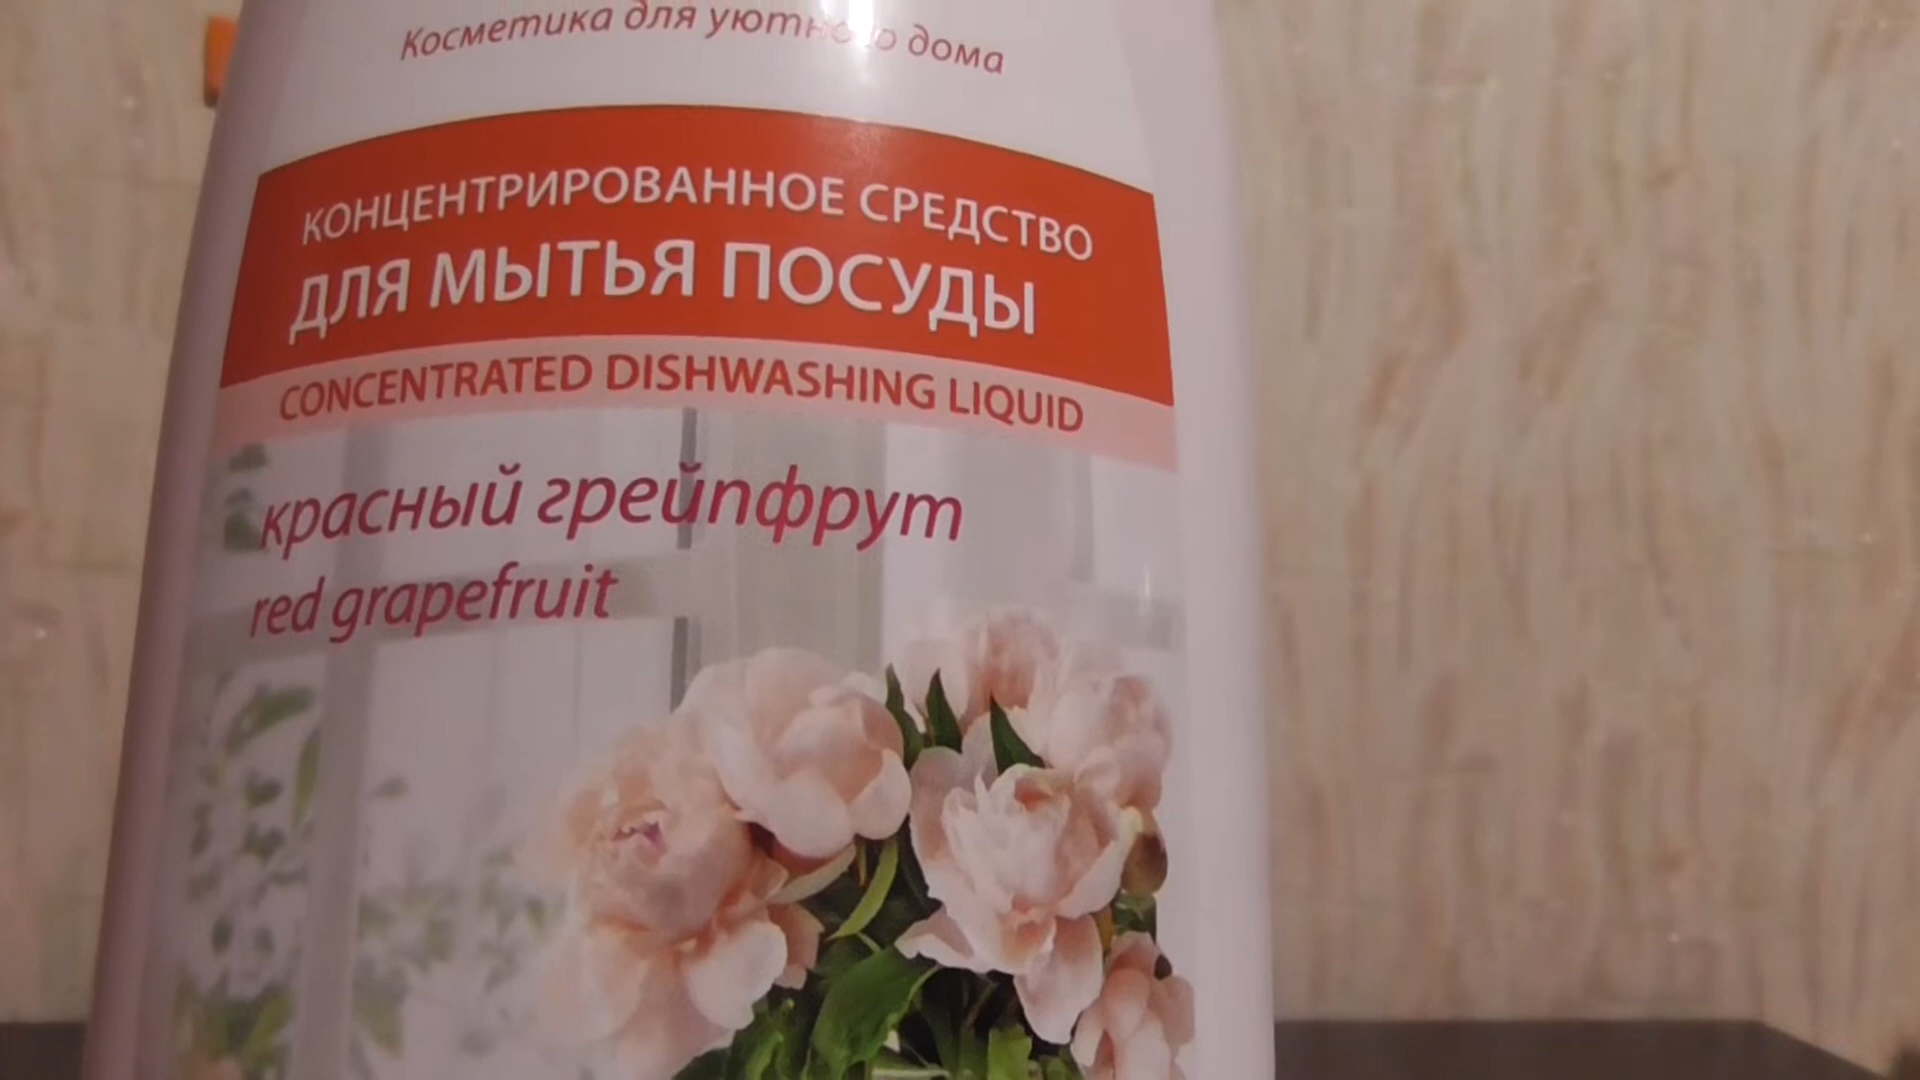 Косметика для уютного дома
КОНЦЕНТРИРОВАННОЕ СРЕДСТВО
ДЛЯ МЫТЬЯ ПОСУДЫ
CONCENTRATED DISHWASHING LIQUID
красный грейпфрут
red grapefruit